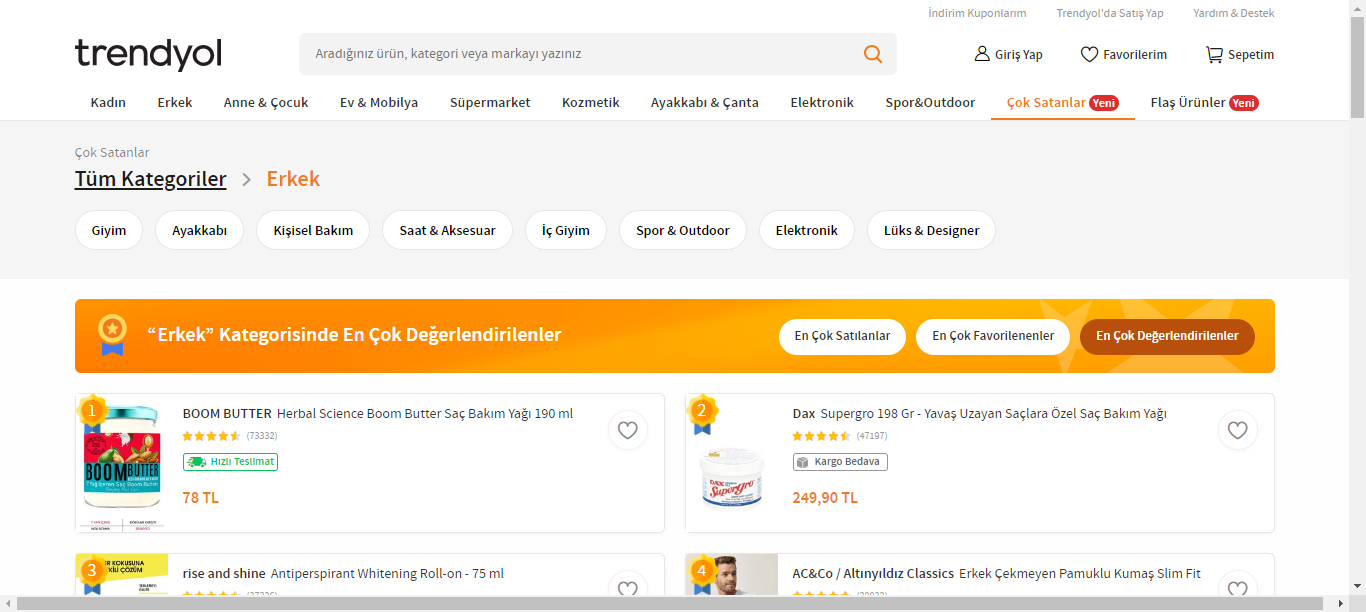 İndirim Kuponlarım Trendyol'da Satış Yap Yardım & Destek
trendyol
Aradığınız ürün, kategori veya markayı yazınız
Giriş Yap Favorilerim Sepetim
Kadın Erkek Anne & Çocuk Ev & Mobilya Süpermarket Kozmetik Ayakkabı & Çanta Elektronik Spor&Outdoor Çok Satanlar Yeni Flaş Ürünler Yeni
Çok Satanlar
Tüm Kategoriler > Erkek
Giyim Ayakkabı Kişisel Bakım Saat & Aksesuar İç Giyim Spor & Outdoor Elektronik Lüks & Designer
“Erkek” Kategorisinde En Çok Değerlendirilenler
En Çok Satılanlar En Çok Favorilenenler En Çok Değerlendirilenler
1
BOOM BUTTER
BOOM BUTTER Herbal Science Boom Butter Saç Bakım Yağı 190 ml
(73332)
Hızlı Teslimat
78 TL
2
DAX
Supergro
Dax Supergro 198 Gr - Yavaş Uzayan Saçlara Özel Saç Bakım Yağı
(47197)
Kargo Bedava
249,90 TL
3
rise and shine Antiperspirant Whitening Roll-on - 75 ml
4
AC&Co / Altınyıldız Classics Erkek Çekmeyen Pamuklu Kumaş Slim Fit